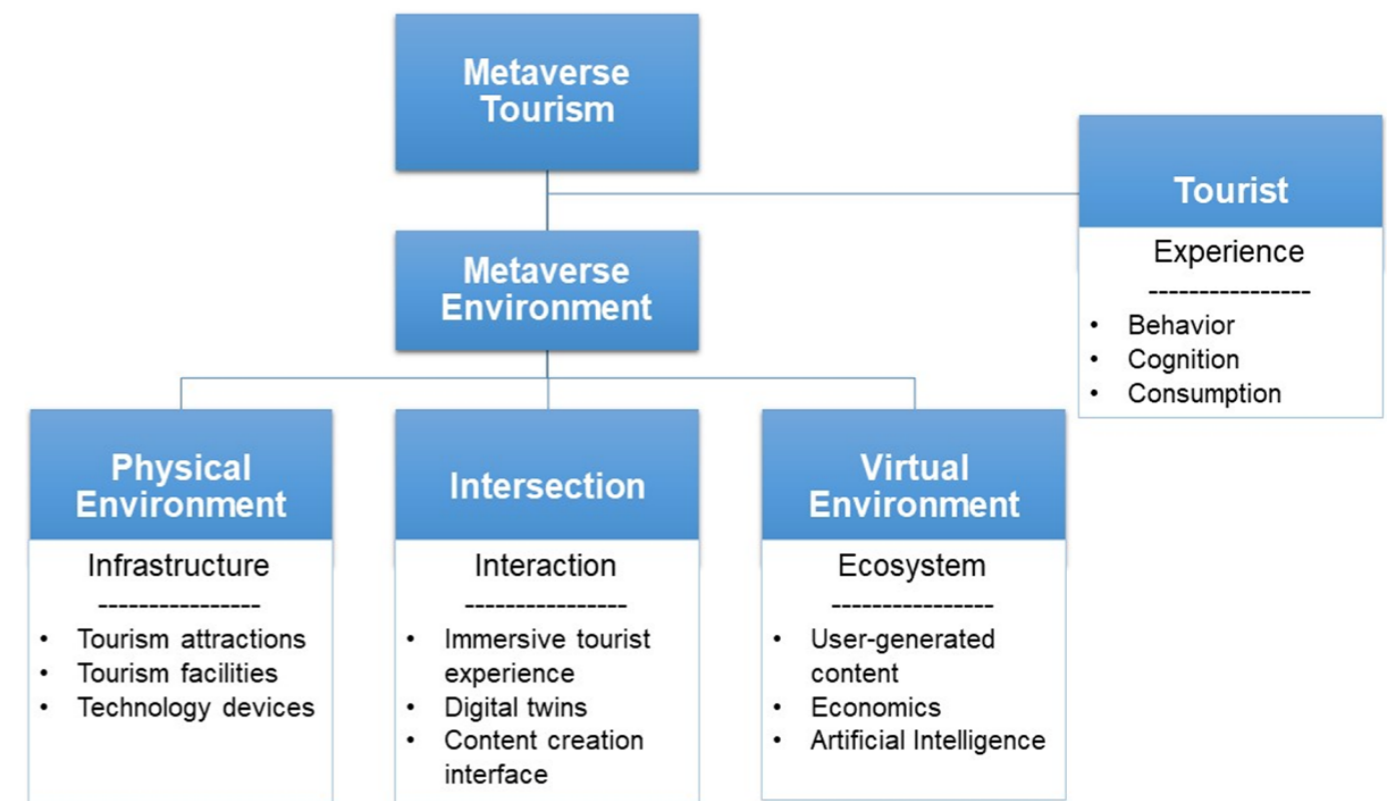 Metaverse
Tourism
Tourist
Experience
----------------
• Behavior
• Cognition
• Consumption
Metaverse
Environment
Physical
Environment
Infrastructure
----------------
• Tourism attractions
• Tourism facilities
• Technology devices
Intersection
Interaction
----------------
• Immersive tourist
experience
• Digital twins
• Content creation
interface
Virtual
Environment
Ecosystem
----------------
• User-generated
content
• Economics
• Artificial Intelligence